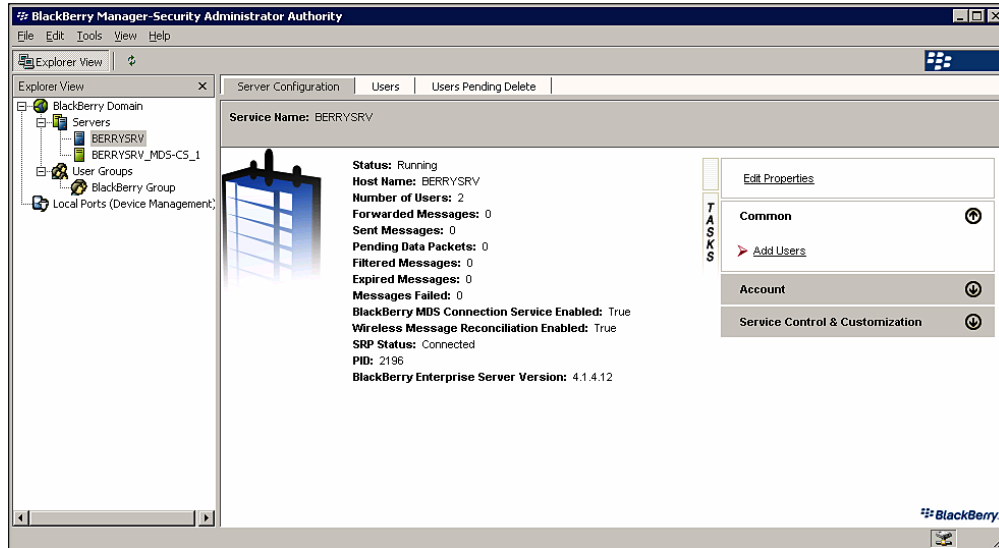 BlackBerry Manager-Security Administrator Authority
File Edit Tools View Help
Explorer View
Explorer View
BlackBerry Domain
Servers
BERRYSRV
BERRYSRV_MDS-CS_1
User Groups
BlackBerry Group
Local Ports (Device Management)
Server Configuration Users Users Pending Delete
Service Name: BERRYSRV
Status: Running
Host Name: BERRYSRV
Number of Users: 2
Forwarded Messages: 0
Sent Messages: 0
Pending Data Packets: 0
Filtered Messages: 0
Expired Messages: 0
Messages Failed: 0
BlackBerry MDS Connection Service Enabled: True
Wireless Message Reconciliation Enabled: True
SRP Status: Connected
PID: 2196
BlackBerry Enterprise Server Version: 4.1.4.12
TASKS
Edit Properties
Common
Add Users
Account
Service Control & Customization
BlackBerry